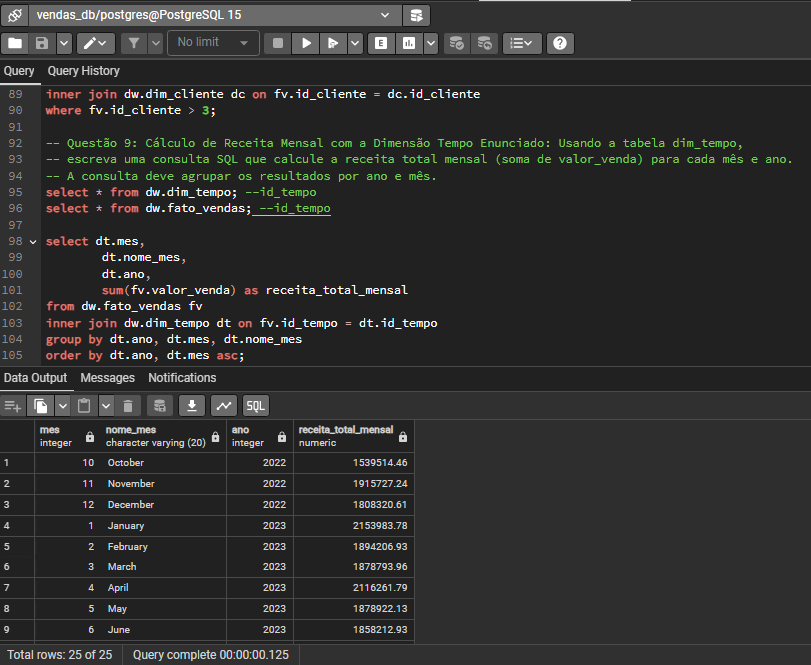 vendas_db/postgres@PostgreSQL 15
No limit
Query Query History
89 inner join dw.dim_cliente dc on fv.id_cliente = dc.id_cliente
90 where fv.id_cliente > 3;
91
92 -- Questão 9: Cálculo de Receita Mensal com a Dimensão Tempo Enunciado: Usando a tabela dim_tempo,
93 -- escreva uma consulta SQL que calcule a receita total mensal (soma de valor_venda) para cada mês e ano.
94 -- A consulta deve agrupar os resultados por ano e mês.
95 select * from dw.dim_tempo; --id_tempo
96 select * from dw.fato_vendas; --id_tempo
97
98 select dt.mes,
99 dt.nome_mes,
100 dt.ano,
101 sum(fv.valor_venda) as receita_total_mensal
102 from dw.fato_vendas fv
103 inner join dw.dim_tempo dt on fv.id_tempo = dt.id_tempo
104 group by dt.ano, dt.mes, dt.nome_mes
105 order by dt.ano, dt.mes asc;
Data Output Messages Notifications
SQL
mes nome_mes ano receita_total_mensal
integer character varying (20) integer numeric
1 10 October 2022 1539514.46
2 11 November 2022 1915727.24
3 12 December 2022 1808320.61
4 1 January 2023 2153983.78
5 2 February 2023 1894206.93
6 3 March 2023 1878793.96
7 4 April 2023 2116261.79
8 5 May 2023 1878922.13
9 6 June 2023 1858212.93
Total rows: 25 of 25 Query complete 00:00:00.125